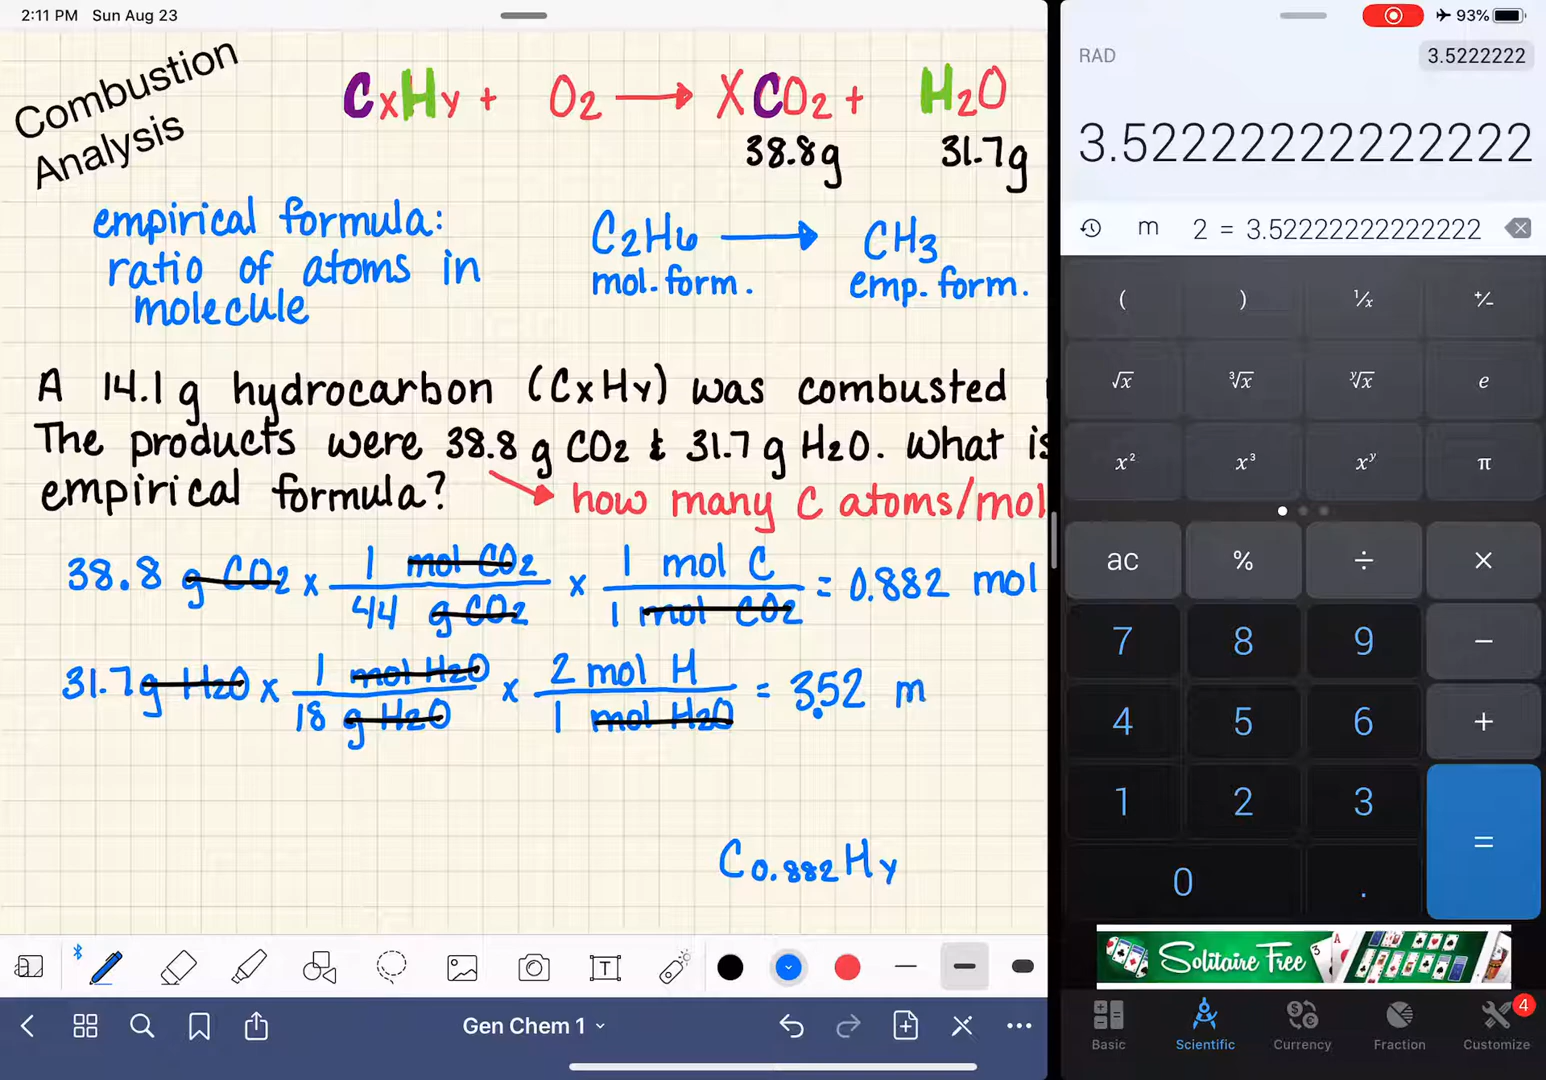 2:11 PM Sun Aug 23
93%
Combustion
Analysis
CxHy + O2 → XCO2 + H2O
38.8g 31.7g
empirical formula:
ratio of atoms in
molecule
C2H6 → CH3
mol. form. emp. form.
A 14.1 g hydrocarbon (CxHy) was combusted
The products were 38.8 g CO2 & 31.7 g H2O. What is
empirical formula?
how many C atoms/mol
38.8 g CO2 x 1 mol CO2 / 44 g CO2 x 1 mol C / 1 mol CO2 = 0.882 mol
31.7 g H2O x 1 mol H2O / 18 g H2O x 2 mol H / 1 mol H2O = 3.52 m
C0.882Hy
T
Gen Chem 1
RAD
3.5222222
3.52222222222222
m 2 = 3.52222222222222
( ) 1/x +/-
√x ³√x ʸ√x e
x² x³ xʸ π
ac % ÷ ×
7 8 9 −
4 5 6 +
1 2 3 =
0 .
Solitaire Free
4
Basic Scientific Currency Fraction Customize